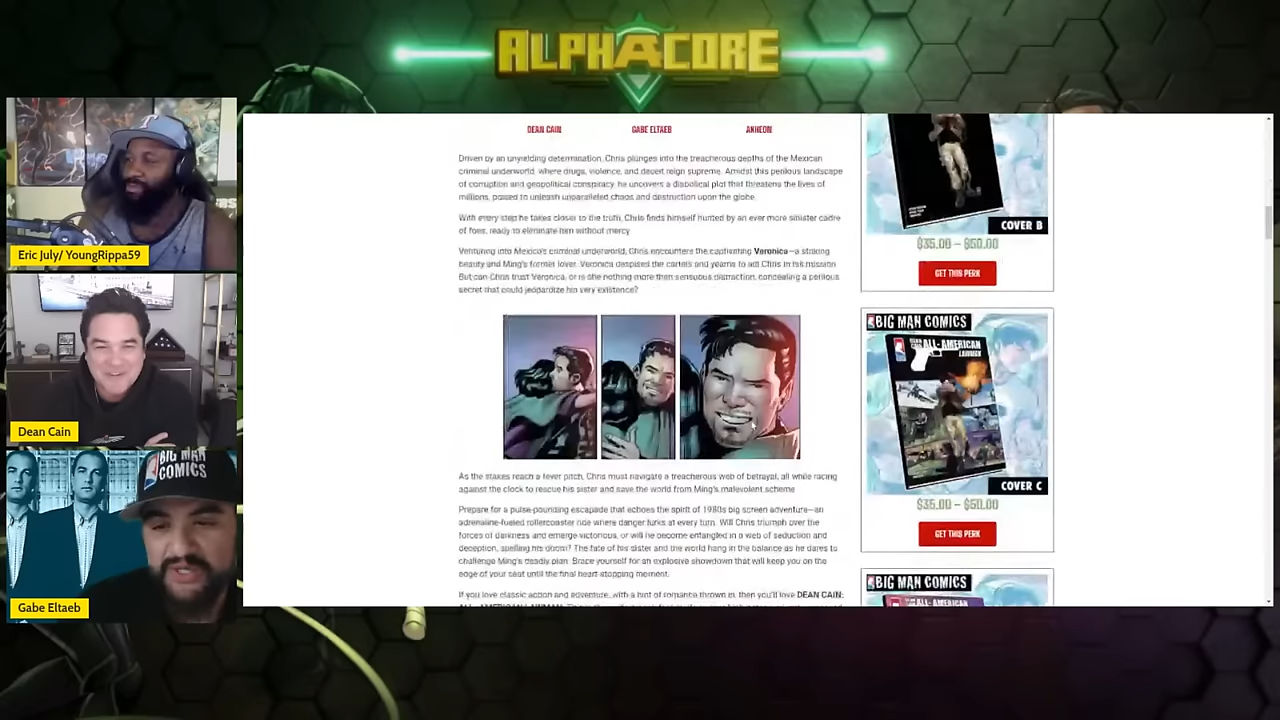 ALPHACORE
Eric July/ YoungRippa59
Dean Cain
BIG MAN
COMICS
Gabe Eltaeb
DEAN CAIN GABE ELTAEB
Driven by an unyielding determination, Chris plunges into the treacherous depths of the Mexican
criminal underworld, where drugs, violence, and deceit reign supreme. Amidst this perilous landscape
of corruption and geopolitical conspiracy, he uncovers a diabolical plot that threatens the lives of
millions, poised to unleash unparalleled chaos and destruction upon the globe.
With every step he takes closer to the truth, Chris finds himself hunted by an ever more sinister cadre
of foes, ready to eliminate him without mercy
Venturing into Mexico's criminal underworld, Chris encounters the captivating Veronica—a striking
beauty and Ming's former lover. Veronica despises the cartels and yearns to aid Chris in his mission
But can Chris trust Veronica, or is she nothing more than sensuous distraction, concealing a perilous
secret that could jeopardize his very existence?
As the stakes reach a fever pitch, Chris must navigate a treacherous web of betrayal, all while racing
against the clock to rescue his sister and save the world from Ming's malevolent scheme
Prepare for a pulse-pounding escapade that echoes the spirit of 1980s big screen adventure—an
adrenaline-fueled rollercoaster ride where danger lurks at every turn. Will Chris triumph over the
forces of darkness and emerge victorious, or will he become entangled in a web of seduction and
deception, spelling his doom? The fate of his sister and the world hang in the balance as he dares to
challenge Ming's deadly plan. Brace yourself for an explosive showdown that will keep you on the
edge of your seat until the final heart-stopping moment.
If you love classic action and adventure, with a hint of romance thrown in, then you'll love DEAN CAIN:
COVER B
$35.00 – $50.00
GET THIS PERK
BIG MAN COMICS
ALL-AMERICAN
LAWMAN
COVER C
$35.00 – $50.00
GET THIS PERK
BIG MAN COMICS